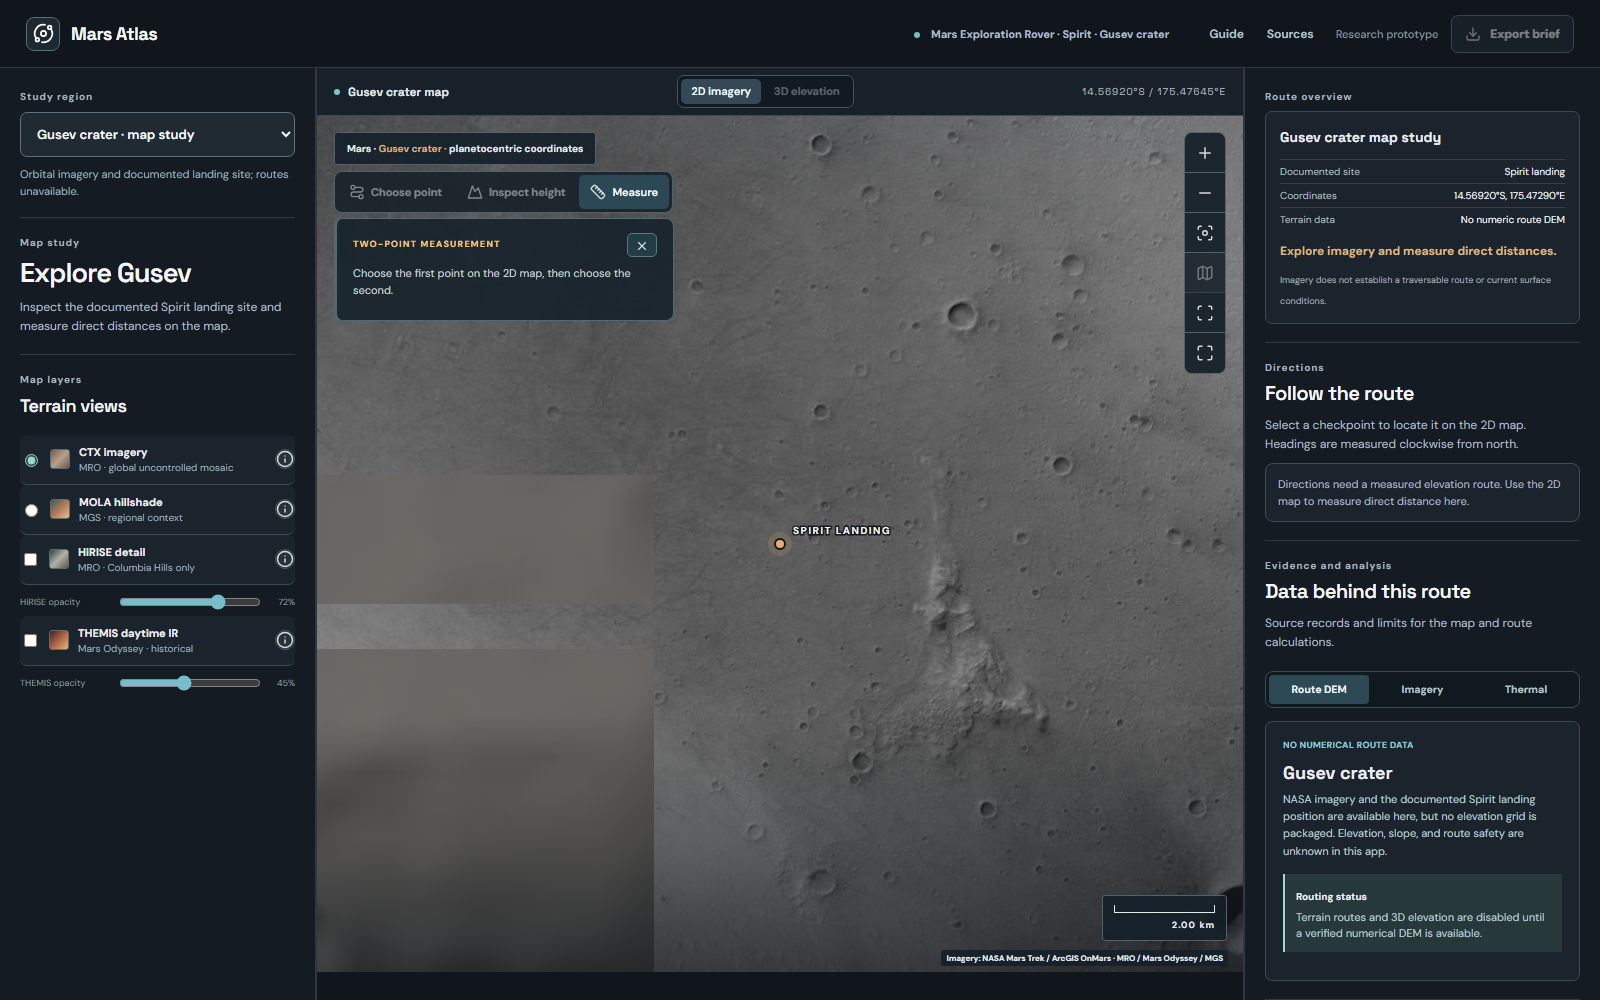 Mars Atlas
Mars Exploration Rover · Spirit · Gusev crater
Guide
Sources
Research prototype
Export brief
Study region
Gusev crater · map study
Orbital imagery and documented landing site; routes
unavailable.
Map study
Explore Gusev
Inspect the documented Spirit landing site and
measure direct distances on the map.
Map layers
Terrain views
CTX imagery
MRO · global uncontrolled mosaic
MOLA hillshade
MGS · regional context
HiRISE detail
MRO · Columbia Hills only
HiRISE opacity
72%
THEMIS daytime IR
Mars Odyssey · historical
THEMIS opacity
45%
Gusev crater map
2D imagery
3D elevation
14.56920°S / 175.47645°E
Mars · Gusev crater · planetocentric coordinates
Choose point
Inspect height
Measure
TWO-POINT MEASUREMENT
Choose the first point on the 2D map, then choose the
second.
SPIRIT LANDING
2.00 km
Imagery: NASA Mars Trek / ArcGIS OnMars · MRO / Mars Odyssey / MGS
Route overview
Gusev crater map study
Documented site
Spirit landing
Coordinates
14.56920°S, 175.47290°E
Terrain data
No numeric route DEM
Explore imagery and measure direct distances.
Imagery does not establish a traversable route or current surface
conditions.
Directions
Follow the route
Select a checkpoint to locate it on the 2D map.
Headings are measured clockwise from north.
Directions need a measured elevation route. Use the 2D
map to measure direct distance here.
Evidence and analysis
Data behind this route
Source records and limits for the map and route
calculations.
Route DEM
Imagery
Thermal
NO NUMERICAL ROUTE DATA
Gusev crater
NASA imagery and the documented Spirit landing
position are available here, but no elevation grid is
packaged. Elevation, slope, and route safety are
unknown in this app.
Routing status
Terrain routes and 3D elevation are disabled until
a verified numerical DEM is available.